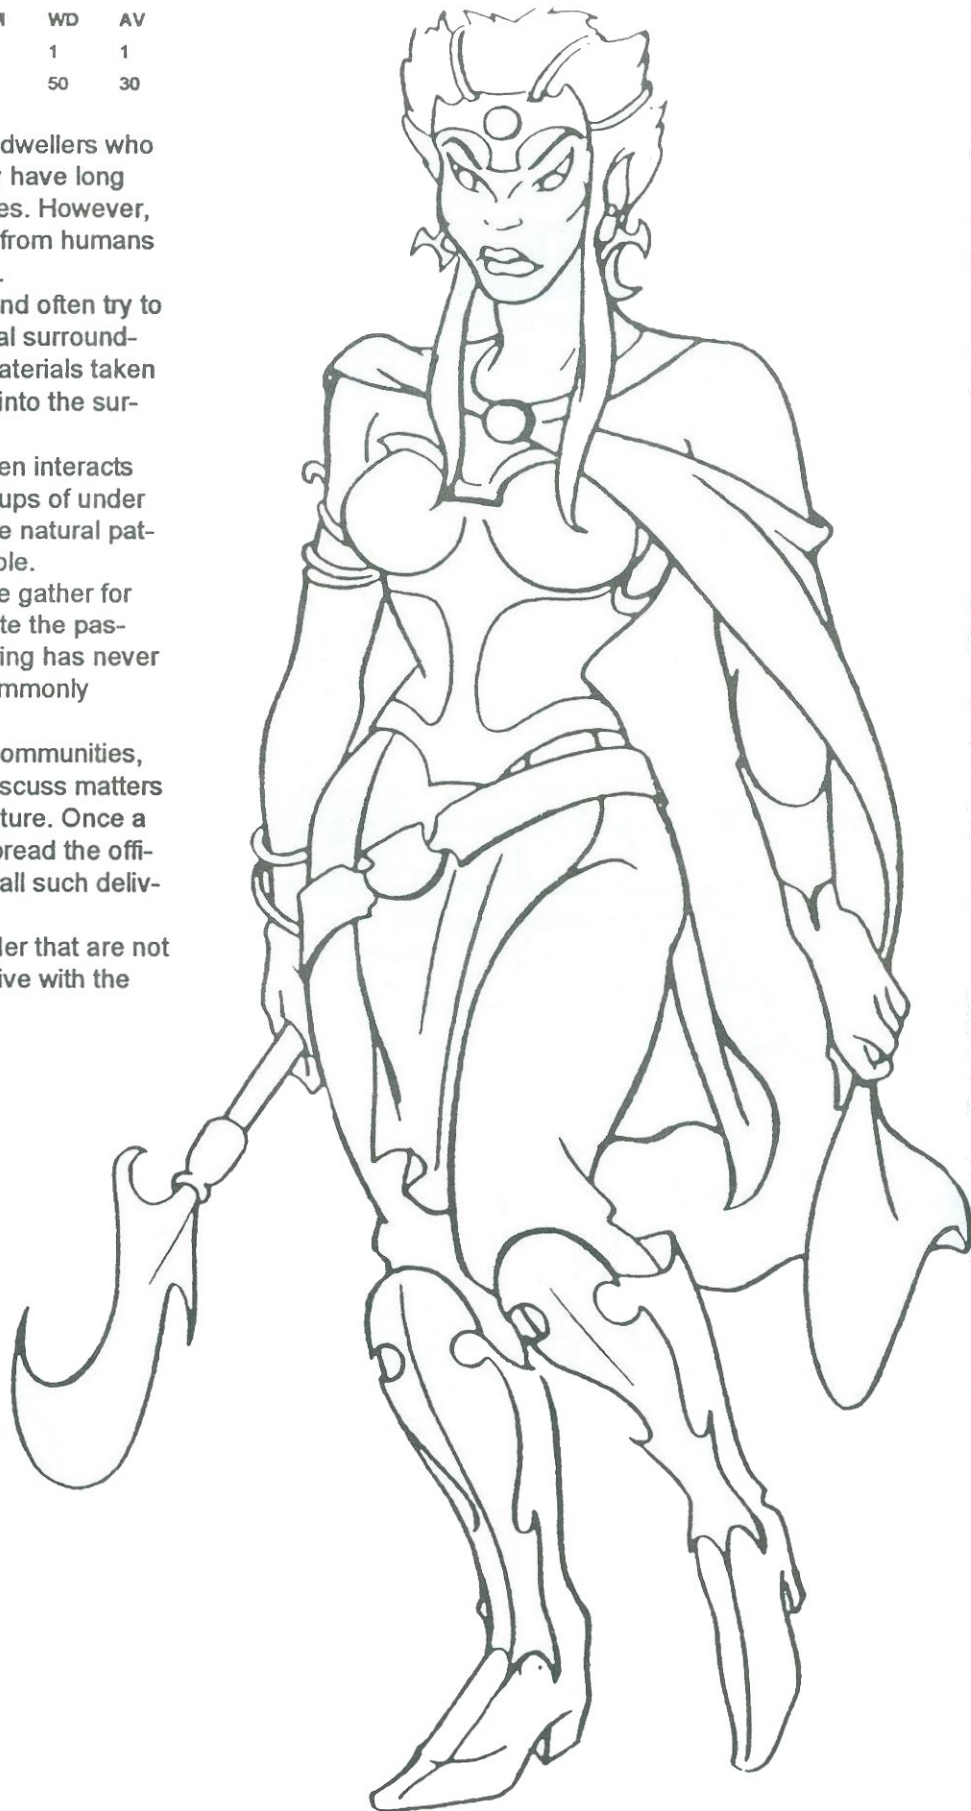 WD AV
1 1
50 30
dwellers who
have long
es. However,
from humans
.
nd often try to
al surround-
aterials taken
into the sur-
en interacts
ups of under
e natural pat-
ole.
e gather for
te the pas-
ing has never
mmonly
ommunities,
scuss matters
ture. Once a
oread the offi-
all such deliv-
ler that are not
ive with the